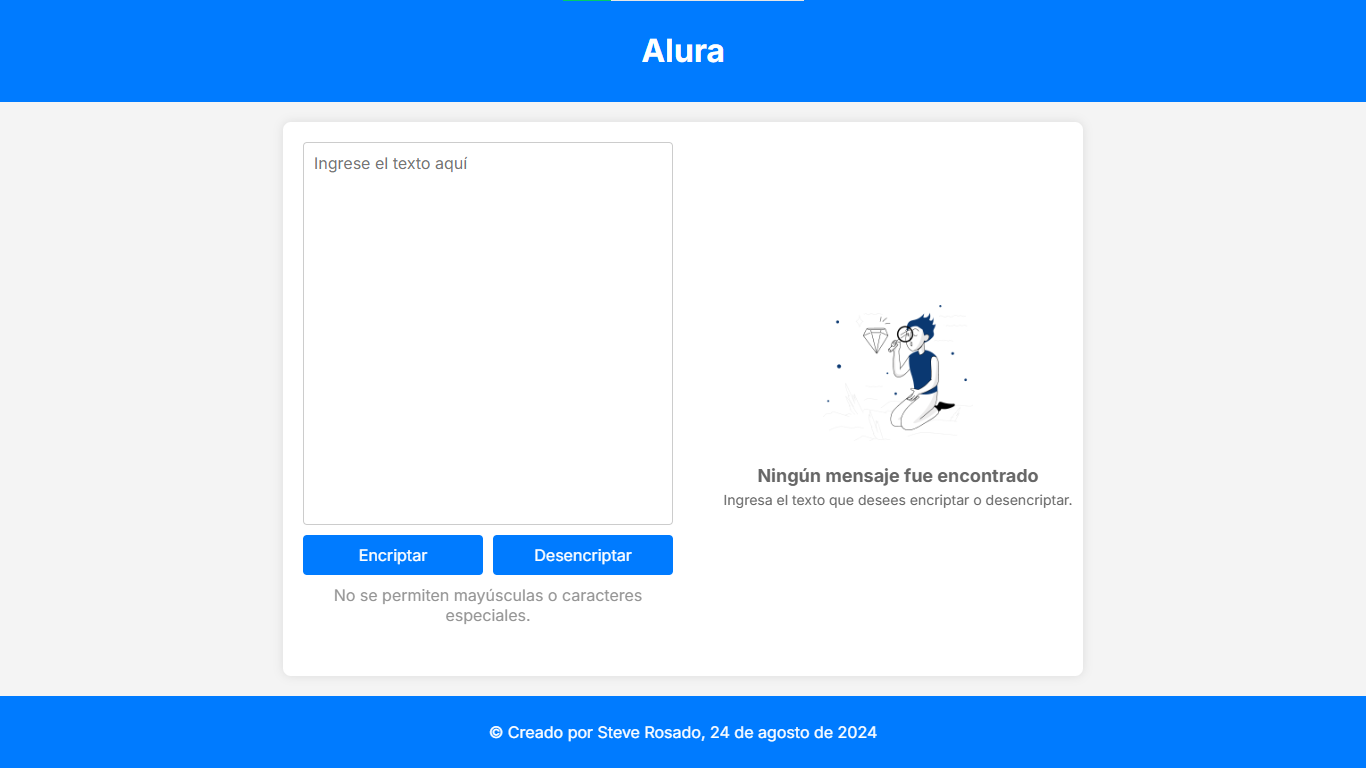 Alura
Ingrese el texto aquí
Encriptar
Desencriptar
No se permiten mayúsculas o caracteres
especiales.
Ningún mensaje fue encontrado
Ingresa el texto que desees encriptar o desencriptar.
© Creado por Steve Rosado, 24 de agosto de 2024